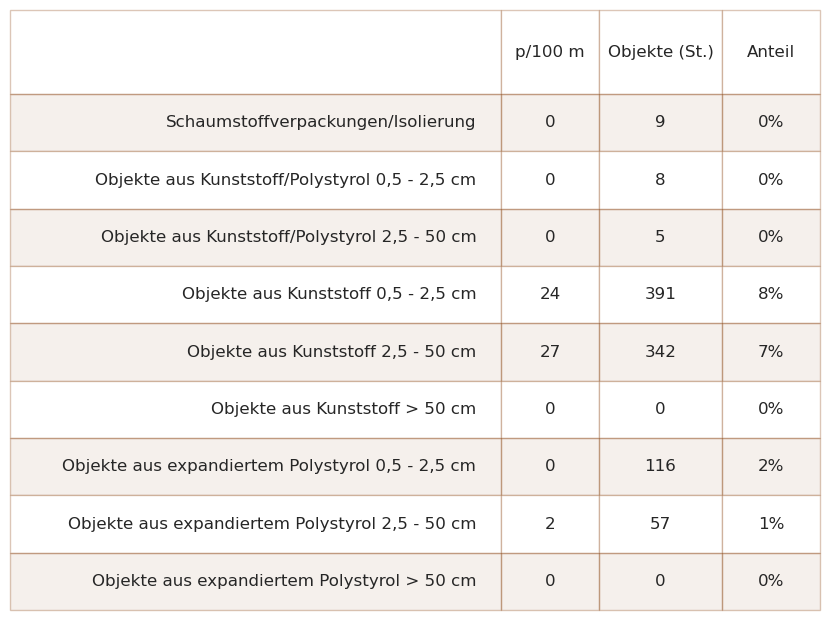 p/100 m Objekte (St.) Anteil
Schaumstoffverpackungen/Isolierung 0 9 0%
Objekte aus Kunststoff/Polystyrol 0,5 - 2,5 cm 0 8 0%
Objekte aus Kunststoff/Polystyrol 2,5 - 50 cm 0 5 0%
Objekte aus Kunststoff 0,5 - 2,5 cm 24 391 8%
Objekte aus Kunststoff 2,5 - 50 cm 27 342 7%
Objekte aus Kunststoff > 50 cm 0 0 0%
Objekte aus expandiertem Polystyrol 0,5 - 2,5 cm 0 116 2%
Objekte aus expandiertem Polystyrol 2,5 - 50 cm 2 57 1%
Objekte aus expandiertem Polystyrol > 50 cm 0 0 0%